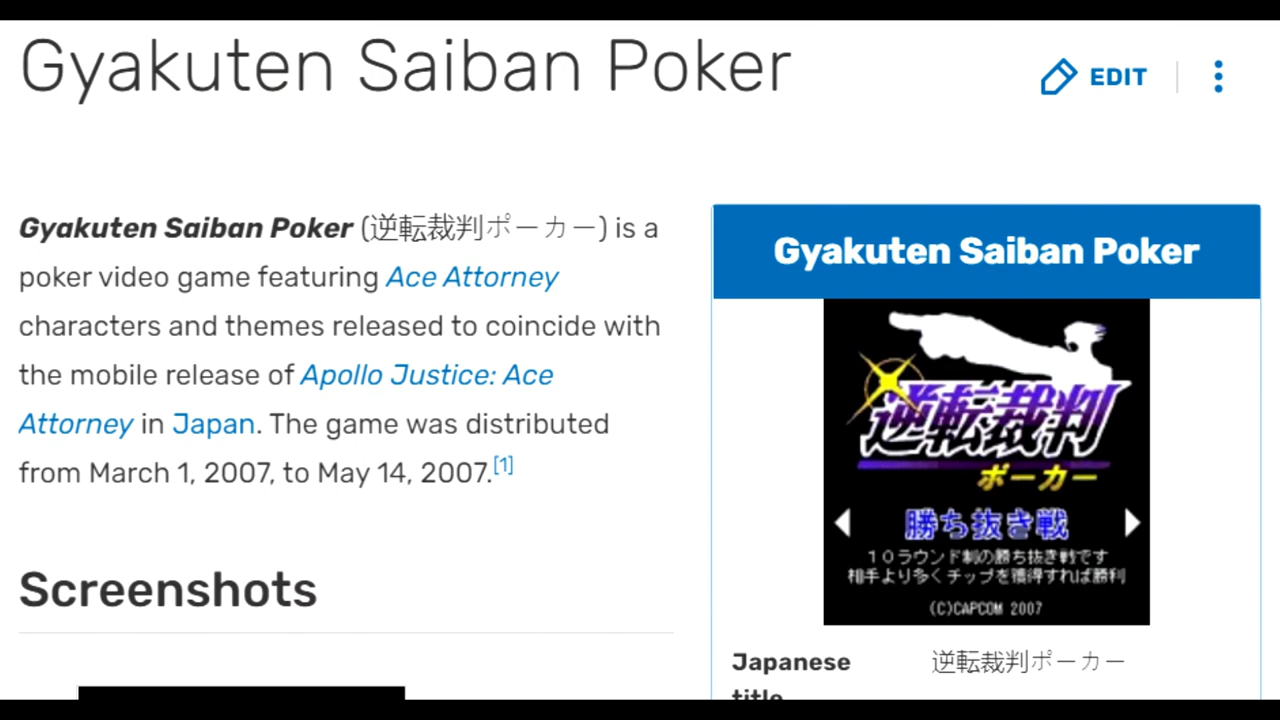 Gyakuten Saiban Poker
EDIT
Gyakuten Saiban Poker (逆転裁判ポーカー) is a
poker video game featuring Ace Attorney
characters and themes released to coincide with
the mobile release of Apollo Justice: Ace
Attorney in Japan. The game was distributed
from March 1, 2007, to May 14, 2007.[1]
Screenshots
Gyakuten Saiban Poker
逆転裁判
ポーカー
勝ち抜き戦
10ラウンド制の勝ち抜き戦です
相手より多くチップを獲得すれば勝利
(C)CAPCOM 2007
Japanese 逆転裁判ポーカー
title